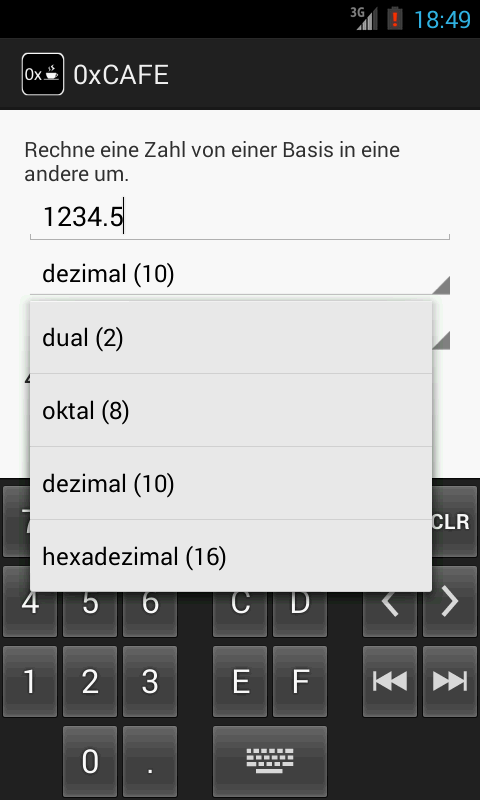 3G
18:49
0x
0xCAFE
Rechne eine Zahl von einer Basis in eine
andere um.
1234.5
dezimal (10)
dual (2)
oktal (8)
dezimal (10)
hexadezimal (16)
CLR
4 5 6 C D
1 2 3 E F
0 .